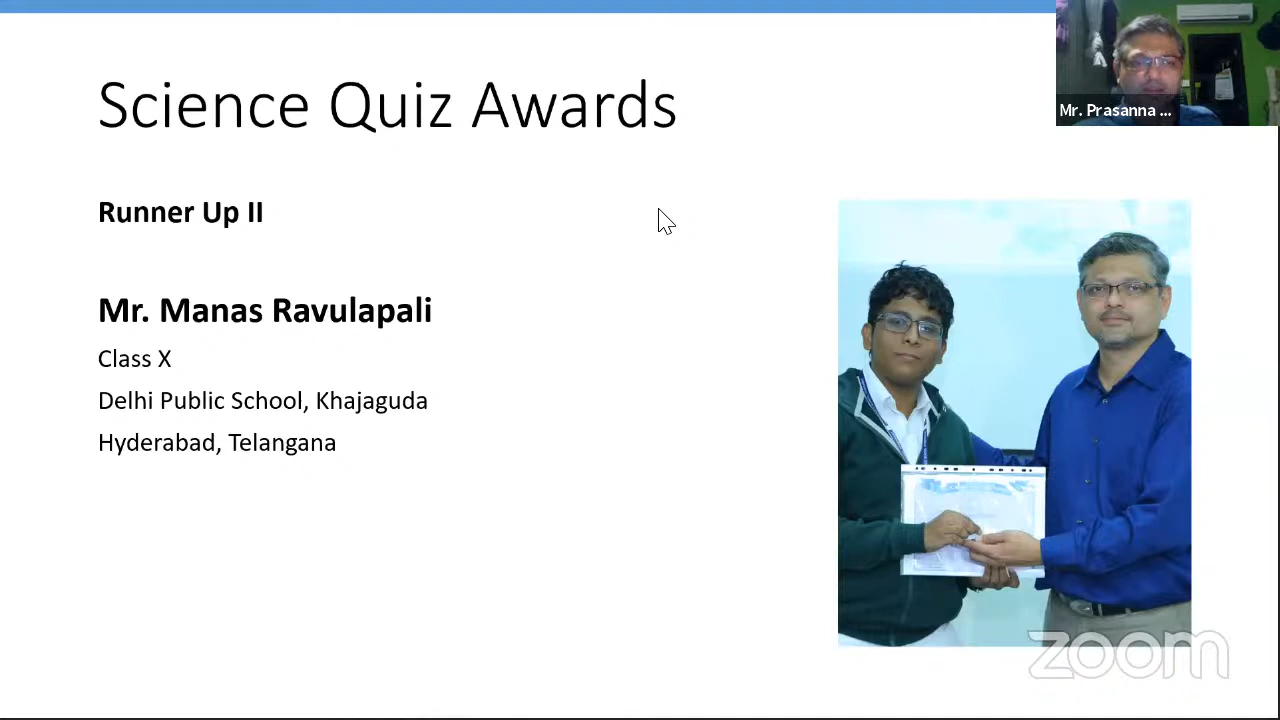 Science Quiz Awards
Mr. Prasanna ...
Runner Up II
Mr. Manas Ravulapali
Class X
Delhi Public School, Khajaguda
Hyderabad, Telangana
zoom